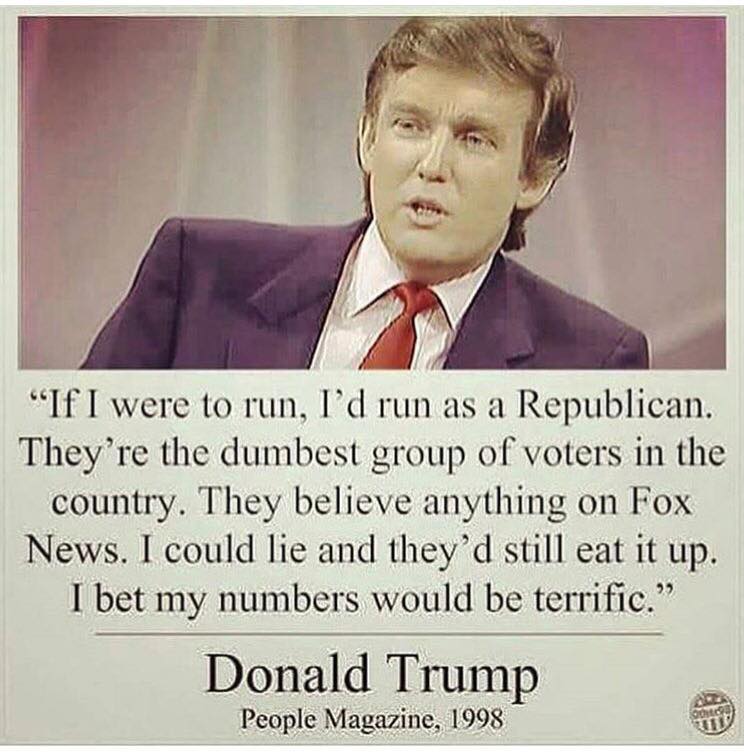 “If I were to run, I’d run as a Republican.
They’re the dumbest group of voters in the
country. They believe anything on Fox
News. I could lie and they’d still eat it up.
I bet my numbers would be terrific.”
Donald Trump
People Magazine, 1998
Other98